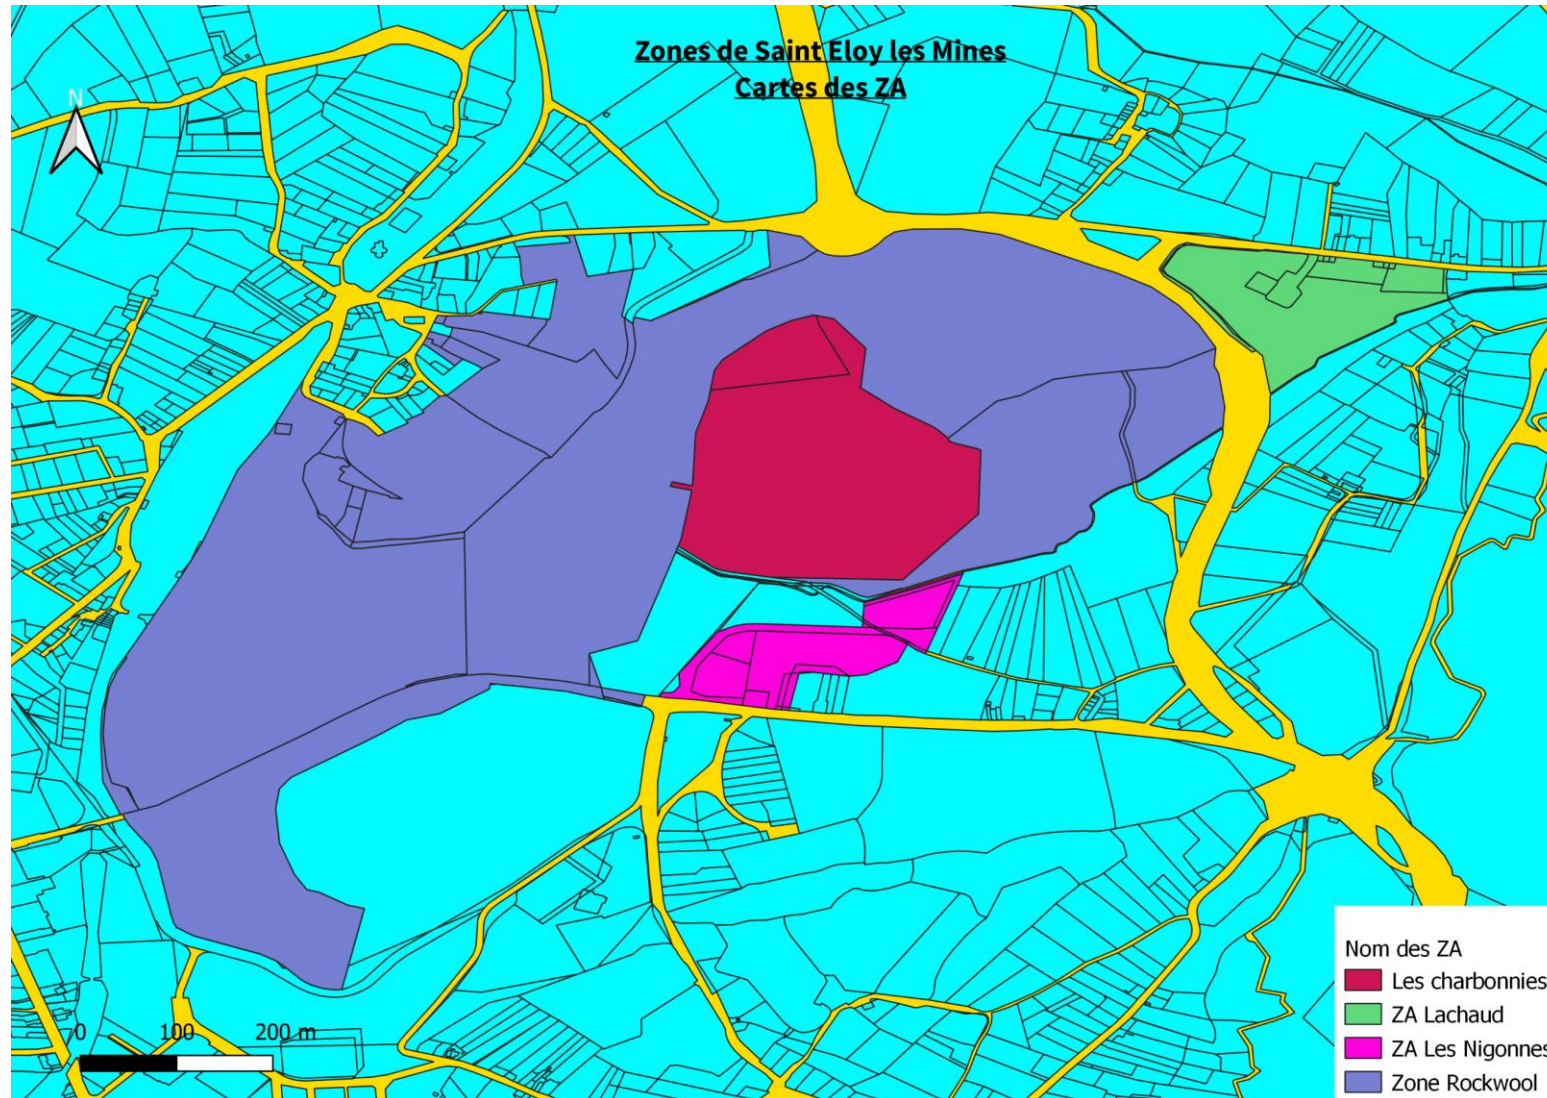 Zones de Saint Eloy les Mines
Cartes des ZA
N
Nom des ZA
Les charbonnies
ZA Lachaud
ZA Les Nigonnes
Zone Rockwool
0 100 200 m